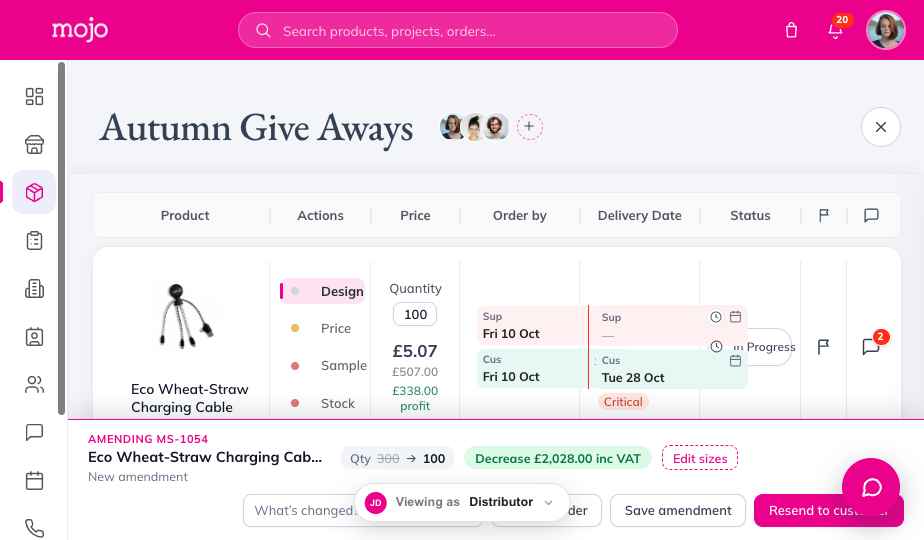 mojo
Search products, projects, orders...
20
Autumn Give Aways
Product
Actions
Price
Order by
Delivery Date
Status
Eco Wheat-Straw
Charging Cable
Design
Price
Sample
Stock
Quantity
100
£5.07
£507.00
£338.00
profit
Sup
Fri 10 Oct
Cus
Fri 10 Oct
Sup
—
Cus
Tue 28 Oct
Critical
In Progress
2
AMENDING MS-1054
Eco Wheat-Straw Charging Cab...
New amendment
Qty 300 → 100
Decrease £2,028.00 inc VAT
Edit sizes
What's changed
JD Viewing as Distributor
Save amendment
Resend to